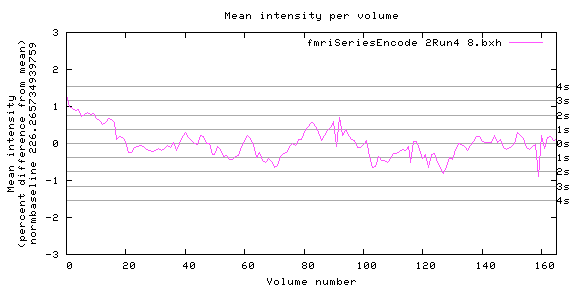 Mean intensity per volume
fmriSeriesEncode 2Run4 8.bxh
3
2
1
0
-1
-2
-3
4s
3s
2s
1s
0s
1s
2s
3s
4s
0 20 40 60 80 100 120 140 160
Volume number
Mean intensity
(percent difference from mean)
normbaseline 226.265734939759